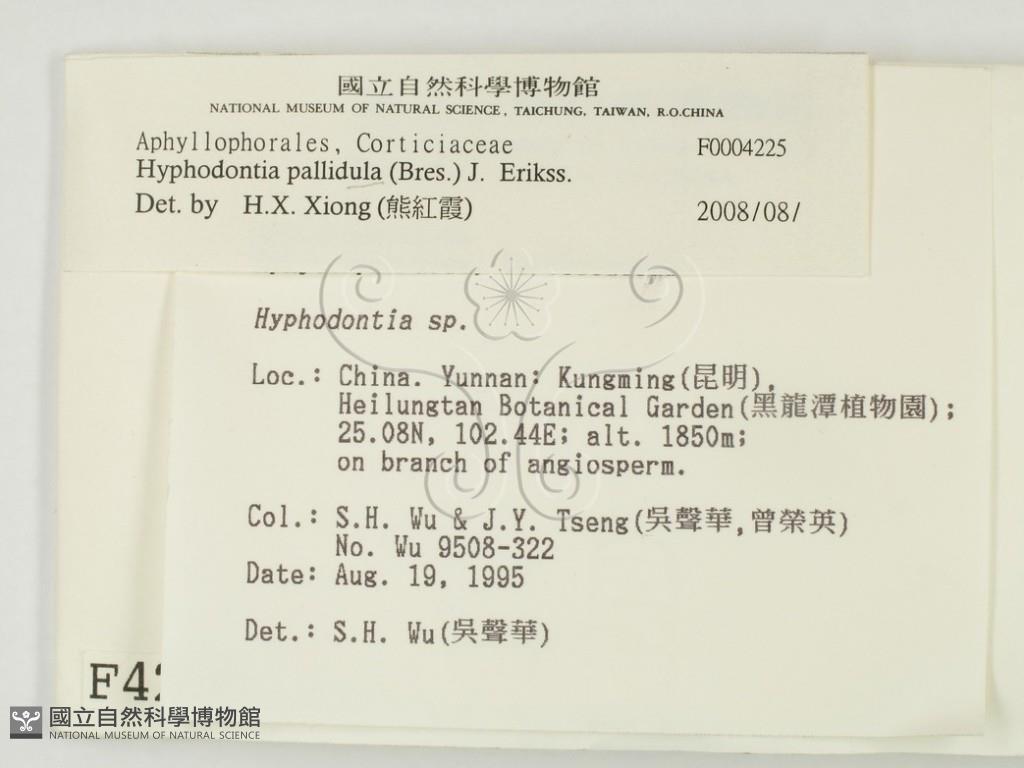 國立自然科學博物館
NATIONAL MUSEUM OF NATURAL SCIENCE, TAICHUNG, TAIWAN, R.O.CHINA
Aphyllophorales, Corticiaceae F0004225
Hyphodontia pallidula (Bres.) J. Erikss.
Det. by H.X. Xiong (熊紅霞) 2008/08/
Hyphodontia sp.
Loc.: China. Yunnan: Kungming(昆明),
Heilungtan Botanical Garden(黑龍潭植物園);
25.08N, 102.44E; alt. 1850m;
on branch of angiosperm.
Col.: S.H. Wu & J.Y. Tseng(吳聲華,曾榮英)
No. Wu 9508-322
Date: Aug. 19, 1995
Det.: S.H. Wu(吳聲華)
F42
國立自然科學博物館
NATIONAL MUSEUM OF NATURAL SCIENCE